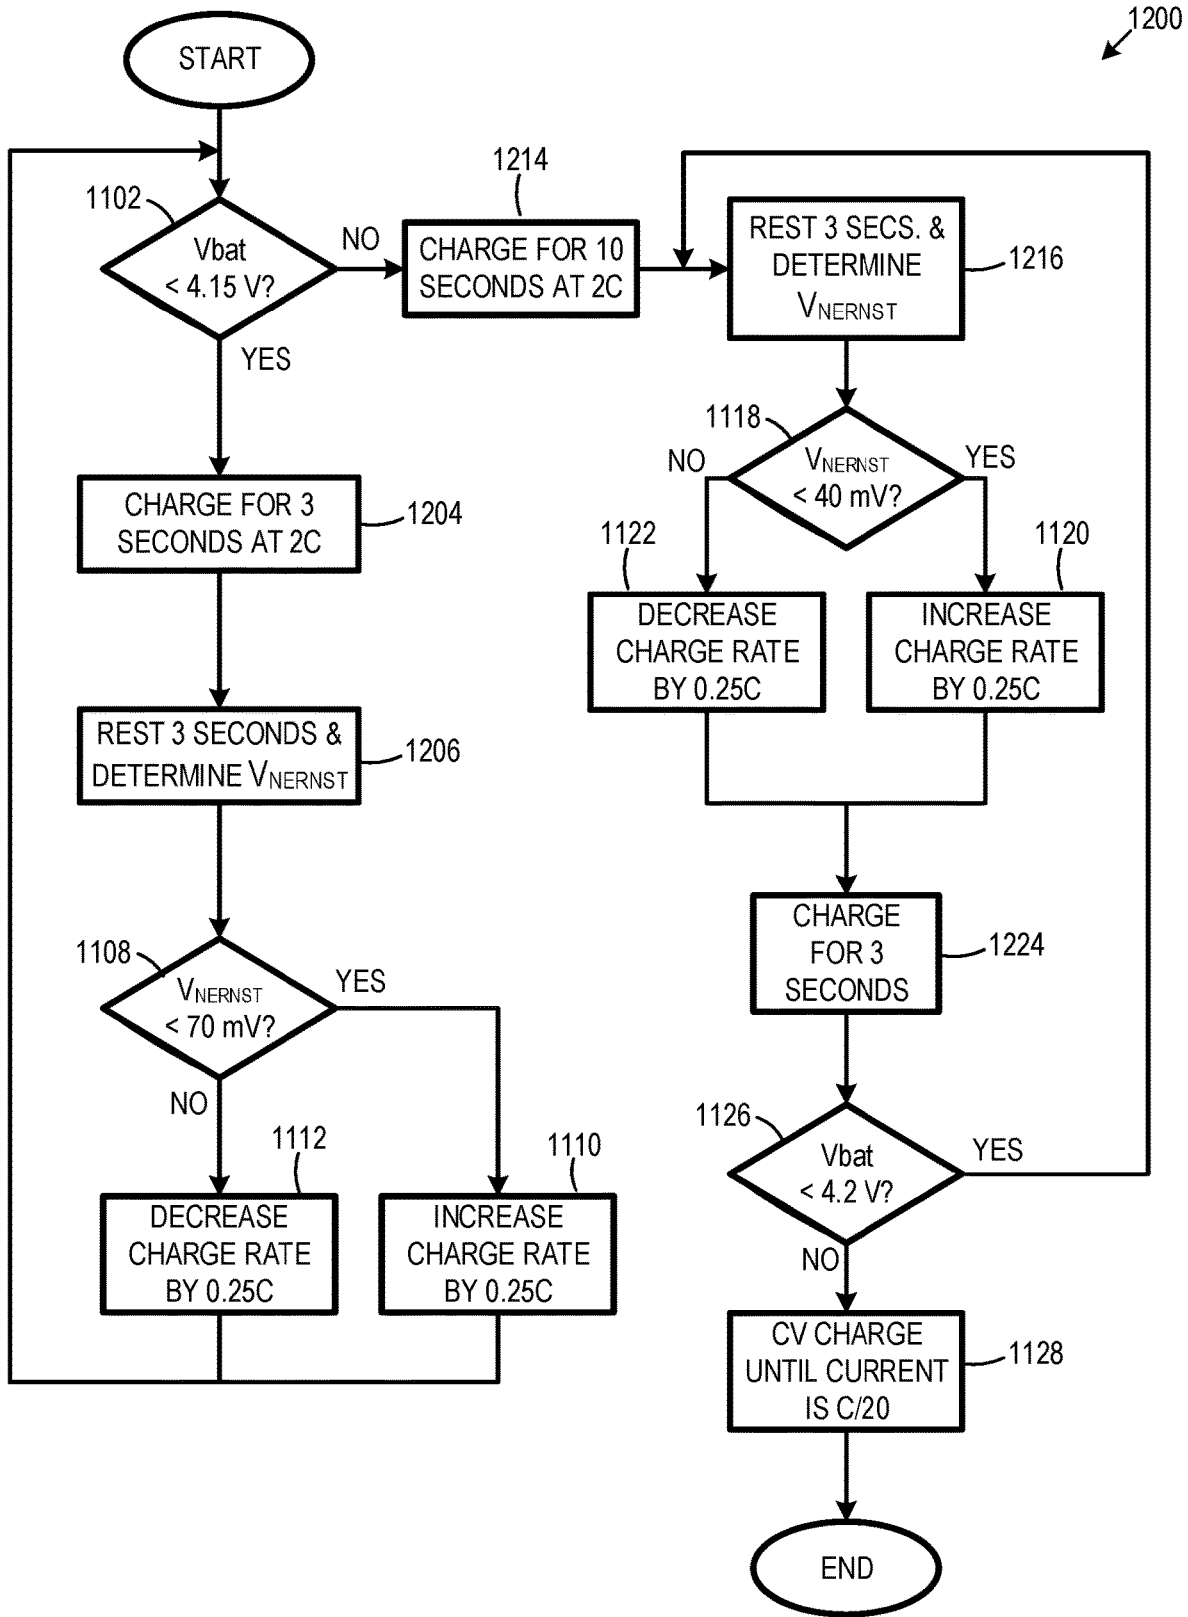 1200
START
1102
Vbat
< 4.15 V?
NO
YES
1214
CHARGE FOR 10
SECONDS AT 2C
REST 3 SECS. &
DETERMINE
VNERNST
1216
CHARGE FOR 3
SECONDS AT 2C
1204
REST 3 SECONDS &
DETERMINE VNERNST
1206
1108
VNERNST
< 70 mV?
YES
NO
1112
DECREASE
CHARGE RATE
BY 0.25C
1110
INCREASE
CHARGE RATE
BY 0.25C
1118
VNERNST
< 40 mV?
NO
YES
1122
DECREASE
CHARGE RATE
BY 0.25C
1120
INCREASE
CHARGE RATE
BY 0.25C
CHARGE
FOR 3
SECONDS
1224
1126
Vbat
< 4.2 V?
YES
NO
CV CHARGE
UNTIL CURRENT
IS C/20
1128
END